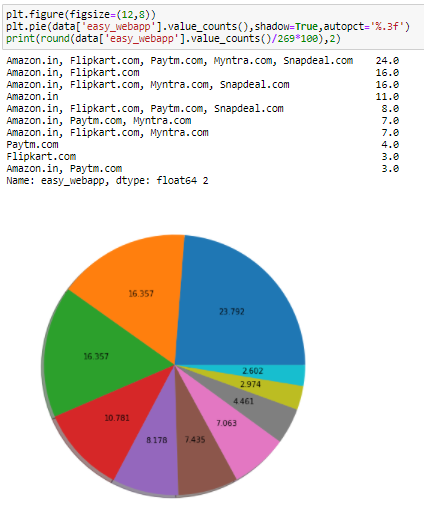 plt.figure(figsize=(12,8))
plt.pie(data['easy_webapp'].value_counts(),shadow=True,autopct='%.3f')
print(round(data['easy_webapp'].value_counts()/269*100),2)
Amazon.in, Flipkart.com, Paytm.com, Myntra.com, Snapdeal.com    24.0
Amazon.in, Flipkart.com    16.0
Amazon.in, Flipkart.com, Myntra.com, Snapdeal.com    16.0
Amazon.in    11.0
Amazon.in, Flipkart.com, Paytm.com, Snapdeal.com    8.0
Amazon.in, Paytm.com, Myntra.com    7.0
Amazon.in, Flipkart.com, Myntra.com    7.0
Paytm.com    4.0
Flipkart.com    3.0
Amazon.in, Paytm.com    3.0
Name: easy_webapp, dtype: float64 2
16.357
23.792
16.357
2.602
2.974
4.461
7.063
10.781
8.178
7.435